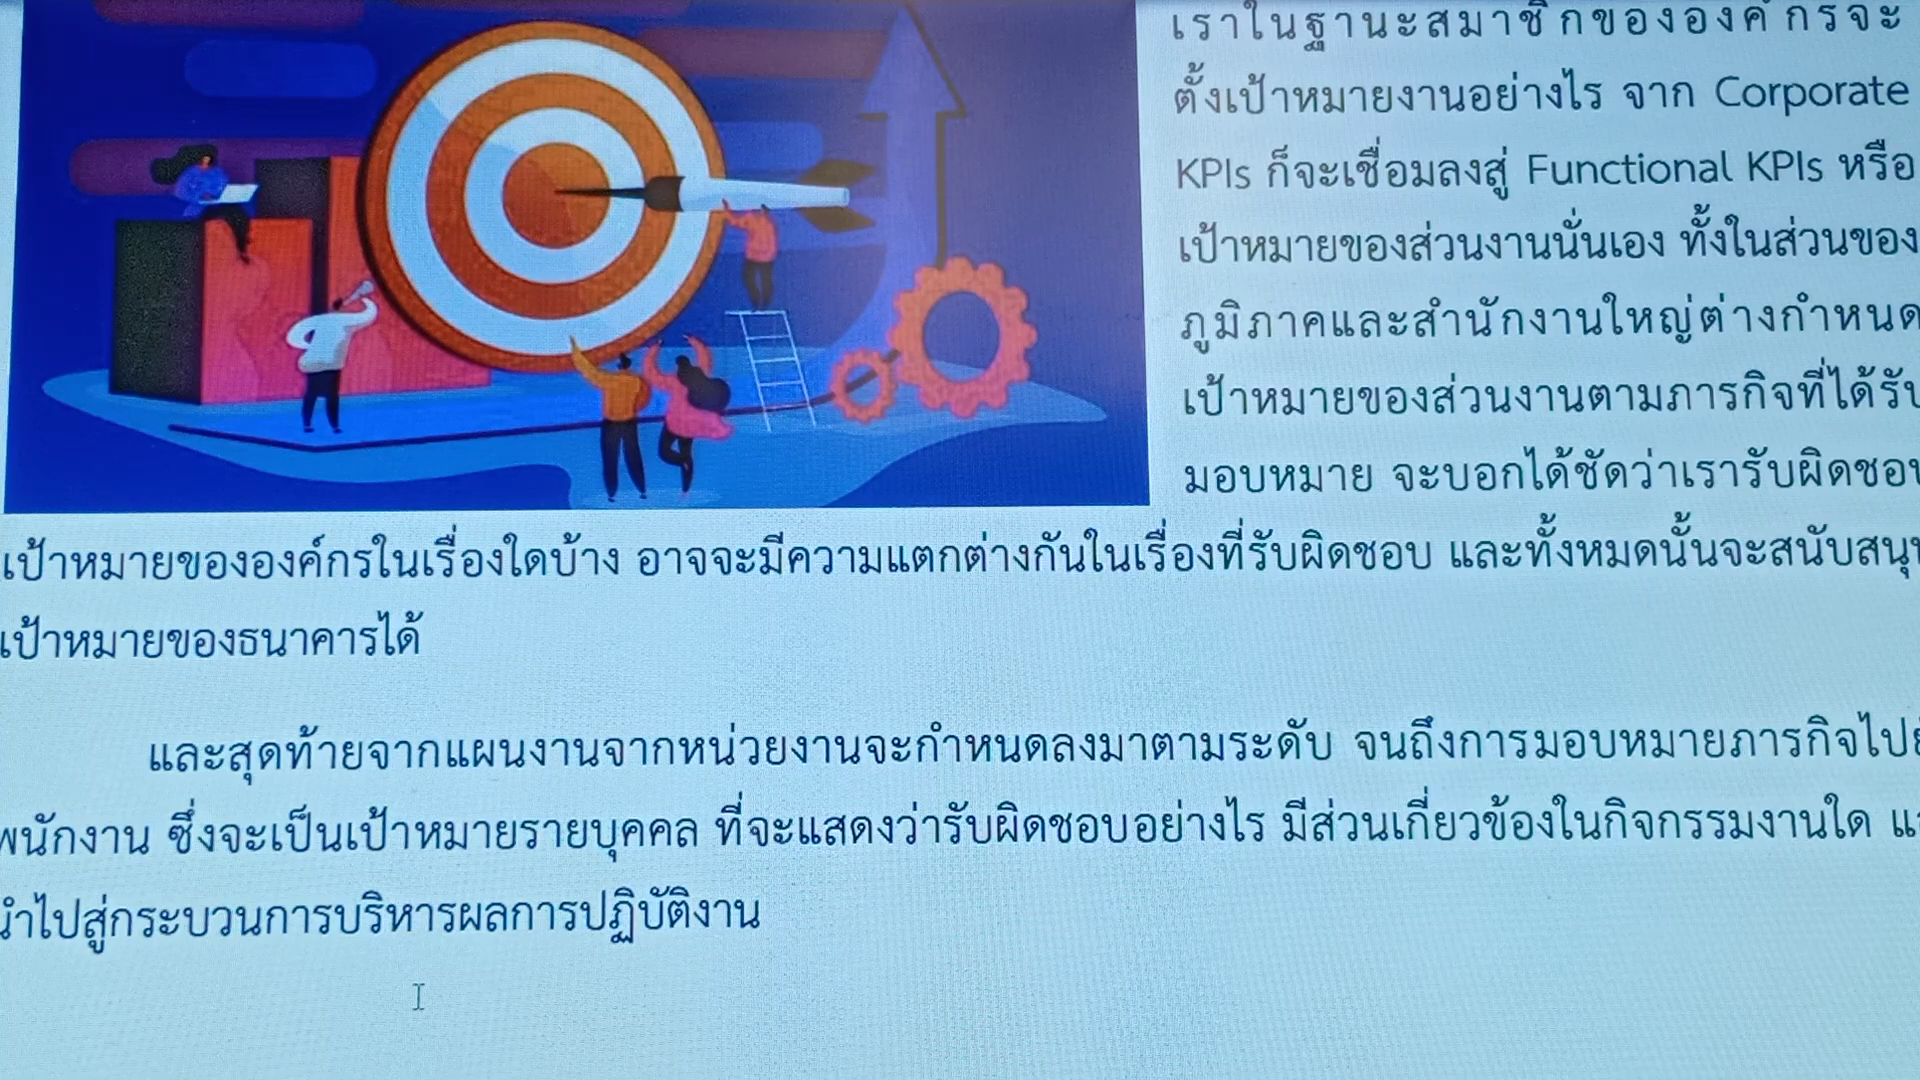 เราในฐานะสมาชิกขององค์กรจะ
ตั้งเป้าหมายงานอย่างไร จาก Corporate
KPIs ก็จะเชื่อมลงสู่ Functional KPIs หรือ
เป้าหมายของส่วนงานนั่นเอง ทั้งในส่วนของ
ภูมิภาคและสำนักงานใหญ่ต่างกำหนด
เป้าหมายของส่วนงานตามภารกิจที่ได้รับ
มอบหมาย จะบอกได้ชัดว่าเรารับผิดชอบ
เป้าหมายขององค์กรในเรื่องใดบ้าง อาจจะมีความแตกต่างกันในเรื่องที่รับผิดชอบ และทั้งหมดนั้นจะสนับสนุน
เป้าหมายของธนาคารได้
และสุดท้ายจากแผนงานจากหน่วยงานจะกำหนดลงมาตามระดับ จนถึงการมอบหมายภารกิจไป
พนักงาน ซึ่งจะเป็นเป้าหมายรายบุคคล ที่จะแสดงว่ารับผิดชอบอย่างไร มีส่วนเกี่ยวข้องในกิจกรรมงานใด
นำไปสู่กระบวนการบริหารผลการปฏิบัติงาน